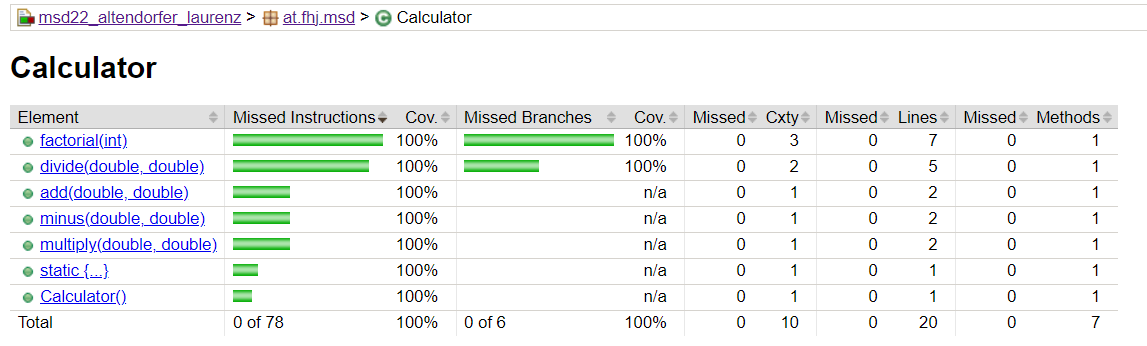 msd22_altendorfer_laurenz > at.fhj.msd > C Calculator
Calculator
Element Missed Instructions Cov. Missed Branches Cov. Missed Cxty Missed Lines Missed Methods
factorial(int) 100% 100% 0 3 0 7 0 1
divide(double, double) 100% 100% 0 2 0 5 0 1
add(double, double) 100% n/a 0 1 0 2 0 1
minus(double, double) 100% n/a 0 1 0 2 0 1
multiply(double, double) 100% n/a 0 1 0 2 0 1
static {...} 100% n/a 0 1 0 1 0 1
Calculator() 100% n/a 0 1 0 1 0 1
Total 0 of 78 100% 0 of 6 100% 0 10 0 20 0 7